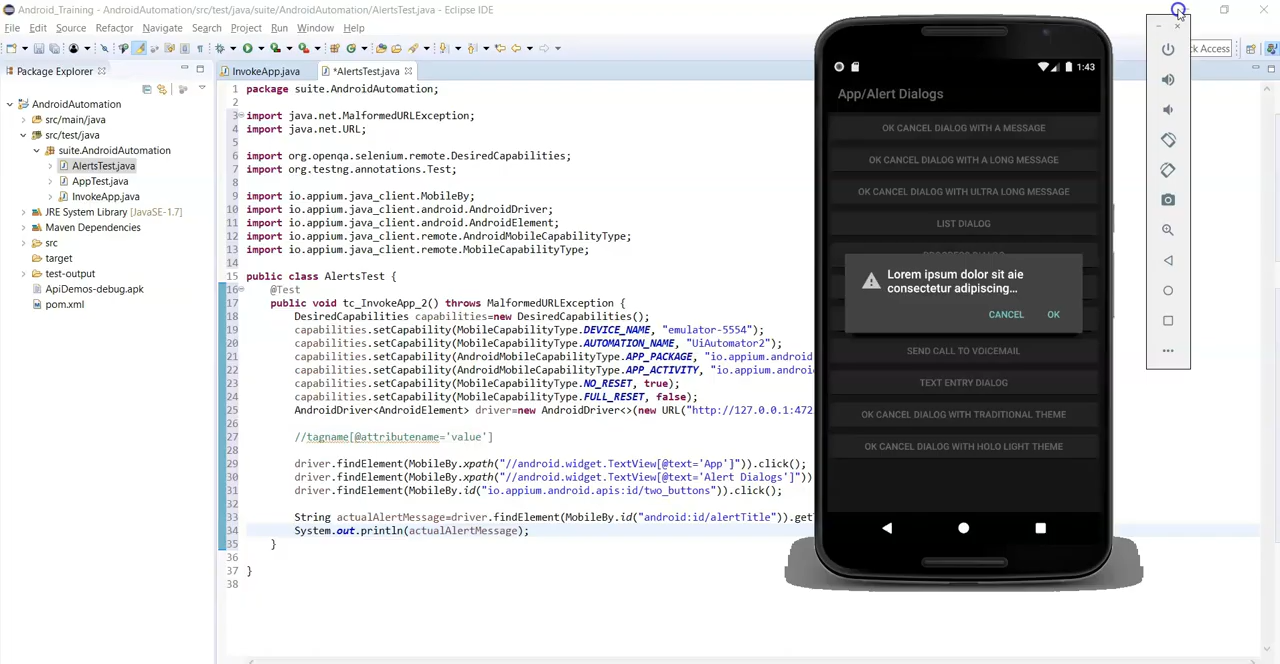 Android_Training - AndroidAutomation/src/test/java/suite/AndroidAutomation/AlertsTest.java - Eclipse IDE
File Edit Source Refactor Navigate Search Project Run Window Help
ck Access
Package Explorer
InvokeApp.java
*AlertsTest.java
AndroidAutomation
src/main/java
src/test/java
suite.AndroidAutomation
AlertsTest.java
AppTest.java
InvokeApp.java
JRE System Library [JavaSE-1.7]
Maven Dependencies
src
target
test-output
ApiDemos-debug.apk
pom.xml
1 package suite.AndroidAutomation;
2
3 import java.net.MalformedURLException;
4 import java.net.URL;
5
6 import org.openqa.selenium.remote.DesiredCapabilities;
7 import org.testng.annotations.Test;
8
9 import io.appium.java_client.MobileBy;
10 import io.appium.java_client.android.AndroidDriver;
11 import io.appium.java_client.android.AndroidElement;
12 import io.appium.java_client.remote.AndroidMobileCapabilityType;
13 import io.appium.java_client.remote.MobileCapabilityType;
14
15 public class AlertsTest {
16 @Test
17 public void tc_InvokeApp_2() throws MalformedURLException {
18 DesiredCapabilities capabilities=new DesiredCapabilities();
19 capabilities.setCapability(MobileCapabilityType.DEVICE_NAME, "emulator-5554");
20 capabilities.setCapability(MobileCapabilityType.AUTOMATION_NAME, "UiAutomator2");
21 capabilities.setCapability(AndroidMobileCapabilityType.APP_PACKAGE, "io.appium.android
22 capabilities.setCapability(AndroidMobileCapabilityType.APP_ACTIVITY, "io.appium.androi
23 capabilities.setCapability(MobileCapabilityType.NO_RESET, true);
24 capabilities.setCapability(MobileCapabilityType.FULL_RESET, false);
25 AndroidDriver<AndroidElement> driver=new AndroidDriver<>(new URL("http://127.0.0.1:472
26
27 //tagname[@attributename='value']
28
29 driver.findElement(MobileBy.xpath("//android.widget.TextView[@text='App']")).click();
30 driver.findElement(MobileBy.xpath("//android.widget.TextView[@text='Alert Dialogs']"))
31 driver.findElement(MobileBy.id("io.appium.android.apis:id/two_buttons")).click();
32
33 String actualAlertMessage=driver.findElement(MobileBy.id("android:id/alertTitle")).get
34 System.out.println(actualAlertMessage);
35 }
36
37 }
38
1:43
App/Alert Dialogs
OK CANCEL DIALOG WITH A MESSAGE
OK CANCEL DIALOG WITH A LONG MESSAGE
OK CANCEL DIALOG WITH ULTRA LONG MESSAGE
LIST DIALOG
Lorem ipsum dolor sit aie
consectetur adipiscing…
CANCEL OK
SEND CALL TO VOICEMAIL
TEXT ENTRY DIALOG
OK CANCEL DIALOG WITH TRADITIONAL THEME
OK CANCEL DIALOG WITH HOLO LIGHT THEME